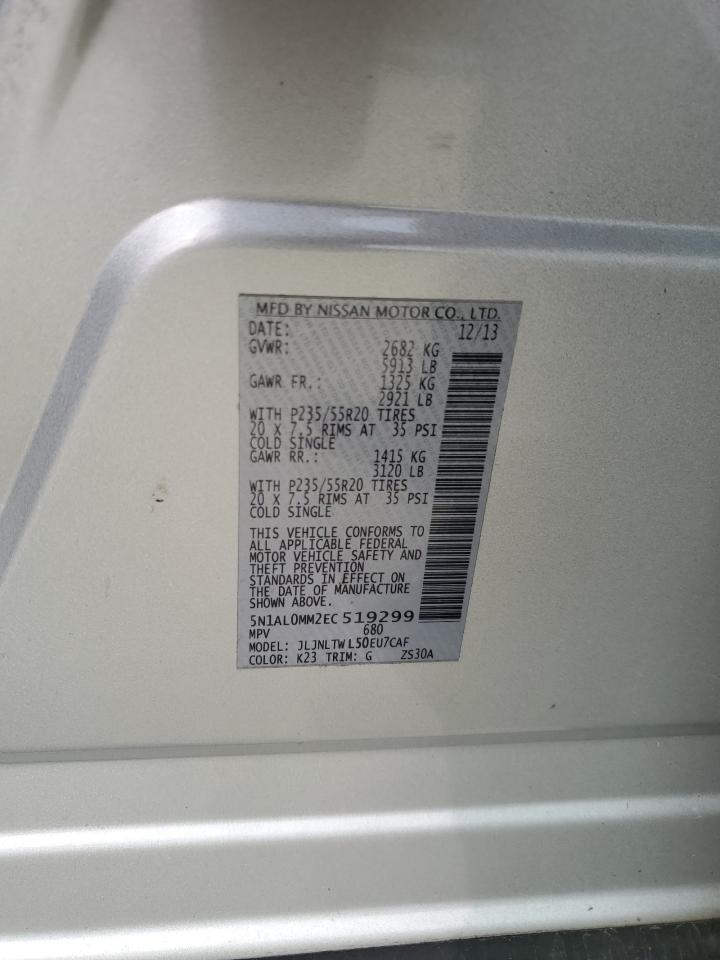 MFD BY NISSAN MOTOR CO., LTD.
DATE: 12/13
GVWR: 2682 KG
5913 LB
GAWR FR.: 1325 KG
2921 LB
WITH P235/55R20 TIRES
20 X 7.5 RIMS AT 35 PSI
COLD SINGLE
GAWR RR.: 1415 KG
3120 LB
WITH P235/55R20 TIRES
20 X 7.5 RIMS AT 35 PSI
COLD SINGLE
THIS VEHICLE CONFORMS TO
ALL APPLICABLE FEDERAL
MOTOR VEHICLE SAFETY AND
THEFT PREVENTION
STANDARDS IN EFFECT ON
THE DATE OF MANUFACTURE
SHOWN ABOVE.
5N1AL0MM2EC519299
MPV 680
MODEL: JLJNLTWL50EU7CAF
COLOR: K23 TRIM: G ZS30A